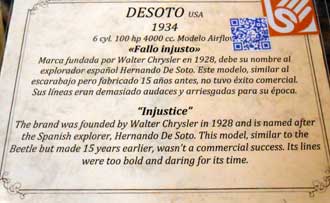 DESOTO USA
1934
6 cyl. 100 hp 4000 cc. Modelo Airflow
«Fallo injusto»
Marca fundada por Walter Chrysler en 1928, debe su nombre al
explorador español Hernando De Soto. Este modelo, similar al
escarabajo pero fabricado 15 años antes, no tuvo éxito comercial.
Sus líneas eran demasiado audaces y arriesgadas para su época.
"Injustice"
The brand was founded by Walter Chrysler in 1928 and is named after
the Spanish explorer, Hernando De Soto. This model, similar to the
Beetle but made 15 years earlier, wasn't a commercial success. Its lines
were too bold and daring for its time.